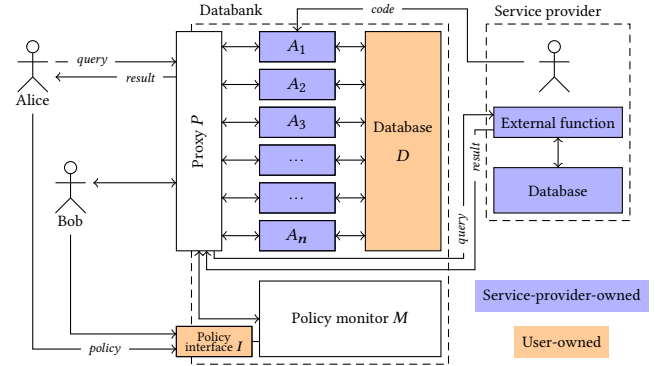 Databank
Service provider
code
query
result
Alice
Bob
Proxy P
A1
A2
A3
...
...
An
Database
D
External function
Database
query
result
Policy monitor M
Policy
interface I
policy
Service-provider-owned
User-owned